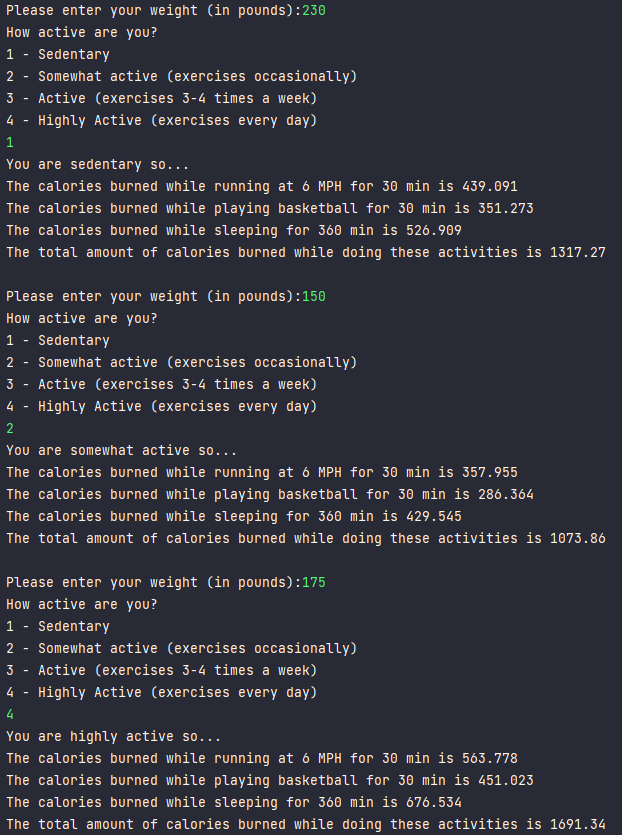 Please enter your weight (in pounds):230
How active are you?
1 - Sedentary
2 - Somewhat active (exercises occasionally)
3 - Active (exercises 3-4 times a week)
4 - Highly Active (exercises every day)
1
You are sedentary so...
The calories burned while running at 6 MPH for 30 min is 439.091
The calories burned while playing basketball for 30 min is 351.273
The calories burned while sleeping for 360 min is 526.909
The total amount of calories burned while doing these activities is 1317.27

Please enter your weight (in pounds):150
How active are you?
1 - Sedentary
2 - Somewhat active (exercises occasionally)
3 - Active (exercises 3-4 times a week)
4 - Highly Active (exercises every day)
2
You are somewhat active so...
The calories burned while running at 6 MPH for 30 min is 357.955
The calories burned while playing basketball for 30 min is 286.364
The calories burned while sleeping for 360 min is 429.545
The total amount of calories burned while doing these activities is 1073.86

Please enter your weight (in pounds):175
How active are you?
1 - Sedentary
2 - Somewhat active (exercises occasionally)
3 - Active (exercises 3-4 times a week)
4 - Highly Active (exercises every day)
4
You are highly active so...
The calories burned while running at 6 MPH for 30 min is 563.778
The calories burned while playing basketball for 30 min is 451.023
The calories burned while sleeping for 360 min is 676.534
The total amount of calories burned while doing these activities is 1691.34